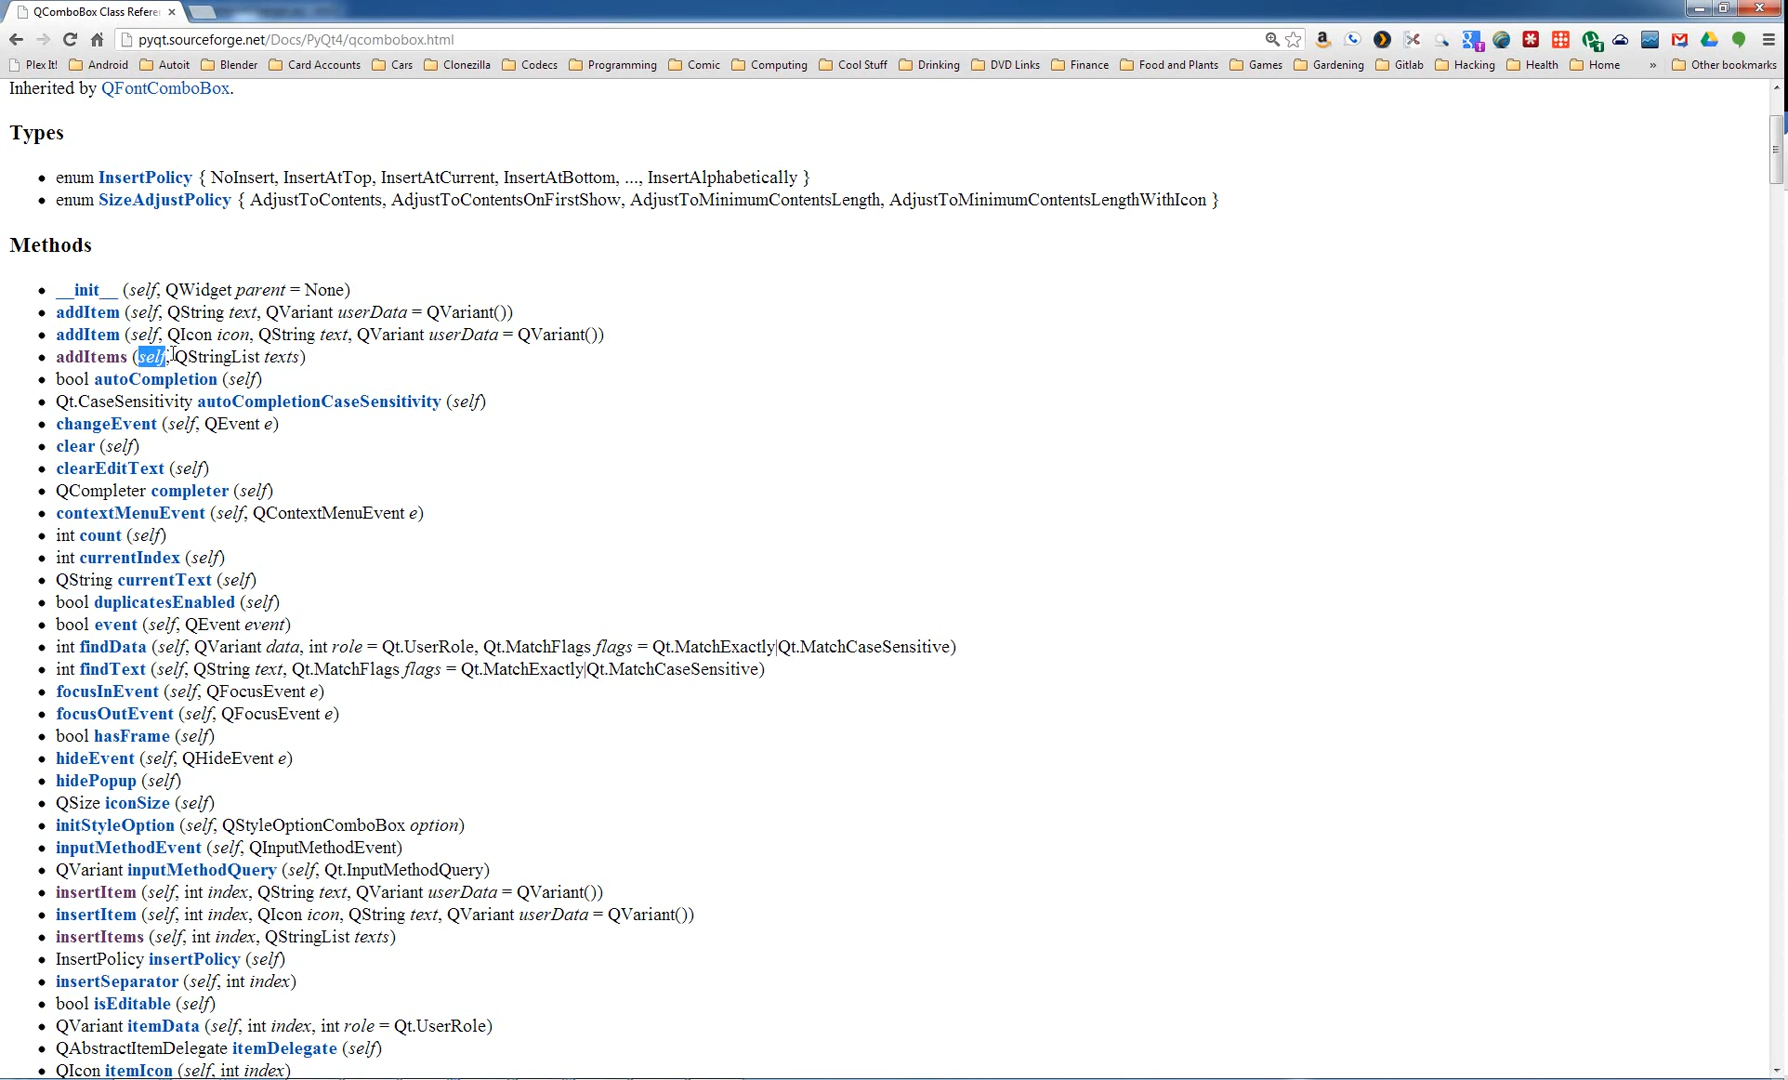 QComboBox Class Refere
pyqt.sourceforge.net/Docs/PyQt4/qcombobox.html
Plex It! Android Autoit Blender Card Accounts Cars Clonezilla Codecs Programming Comic Computing Cool Stuff Drinking DVD Links Finance Food and Plants Games Gardening Gitlab Hacking Health Home » Other bookmarks
Inherited by QFontComboBox.
Types
• enum InsertPolicy { NoInsert, InsertAtTop, InsertAtCurrent, InsertAtBottom, ..., InsertAlphabetically }
• enum SizeAdjustPolicy { AdjustToContents, AdjustToContentsOnFirstShow, AdjustToMinimumContentsLength, AdjustToMinimumContentsLengthWithIcon }
Methods
• __init__ (self, QWidget parent = None)
• addItem (self, QString text, QVariant userData = QVariant())
• addItem (self, QIcon icon, QString text, QVariant userData = QVariant())
• addItems (self, QStringList texts)
• bool autoCompletion (self)
• Qt.CaseSensitivity autoCompletionCaseSensitivity (self)
• changeEvent (self, QEvent e)
• clear (self)
• clearEditText (self)
• QCompleter completer (self)
• contextMenuEvent (self, QContextMenuEvent e)
• int count (self)
• int currentIndex (self)
• QString currentText (self)
• bool duplicatesEnabled (self)
• bool event (self, QEvent event)
• int findData (self, QVariant data, int role = Qt.UserRole, Qt.MatchFlags flags = Qt.MatchExactly|Qt.MatchCaseSensitive)
• int findText (self, QString text, Qt.MatchFlags flags = Qt.MatchExactly|Qt.MatchCaseSensitive)
• focusInEvent (self, QFocusEvent e)
• focusOutEvent (self, QFocusEvent e)
• bool hasFrame (self)
• hideEvent (self, QHideEvent e)
• hidePopup (self)
• QSize iconSize (self)
• initStyleOption (self, QStyleOptionComboBox option)
• inputMethodEvent (self, QInputMethodEvent)
• QVariant inputMethodQuery (self, Qt.InputMethodQuery)
• insertItem (self, int index, QString text, QVariant userData = QVariant())
• insertItem (self, int index, QIcon icon, QString text, QVariant userData = QVariant())
• insertItems (self, int index, QStringList texts)
• InsertPolicy insertPolicy (self)
• insertSeparator (self, int index)
• bool isEditable (self)
• QVariant itemData (self, int index, int role = Qt.UserRole)
• QAbstractItemDelegate itemDelegate (self)
• QIcon itemIcon (self, int index)